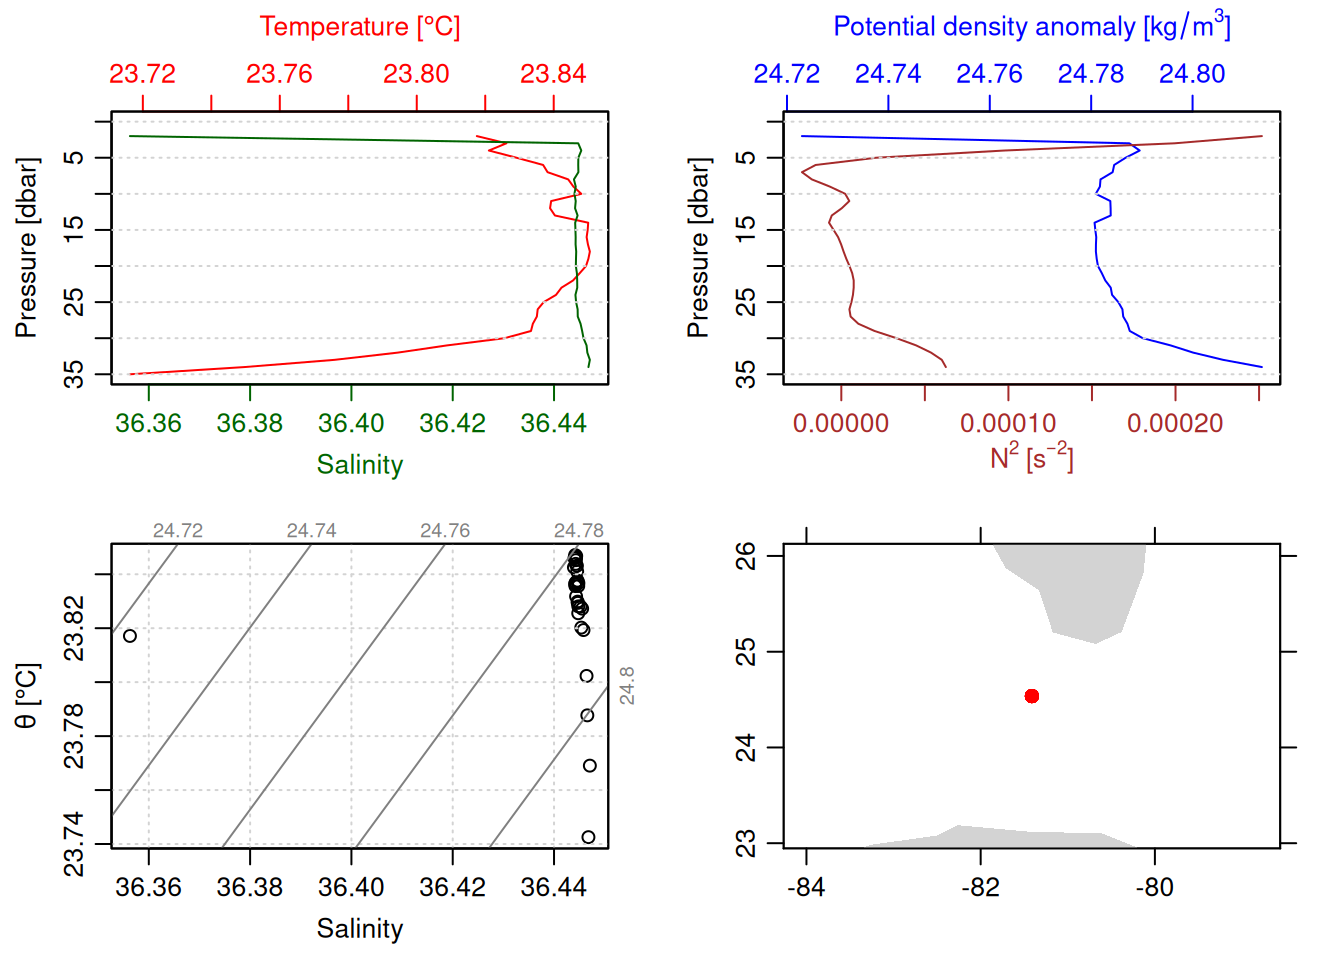 Temperature [°C]
23.72 23.76 23.80 23.84
Pressure [dbar]
5 15 25 35
36.36 36.38 36.40 36.42 36.44
Salinity
Potential density anomaly [kg/m³]
24.72 24.74 24.76 24.78 24.80
Pressure [dbar]
5 15 25 35
0.00000 0.00010 0.00020
N² [s⁻²]
24.72 24.74 24.76 24.78
24.8
θ [°C]
23.82 23.78 23.74
36.36 36.38 36.40 36.42 36.44
Salinity
26 25 24 23
-84 -82 -80